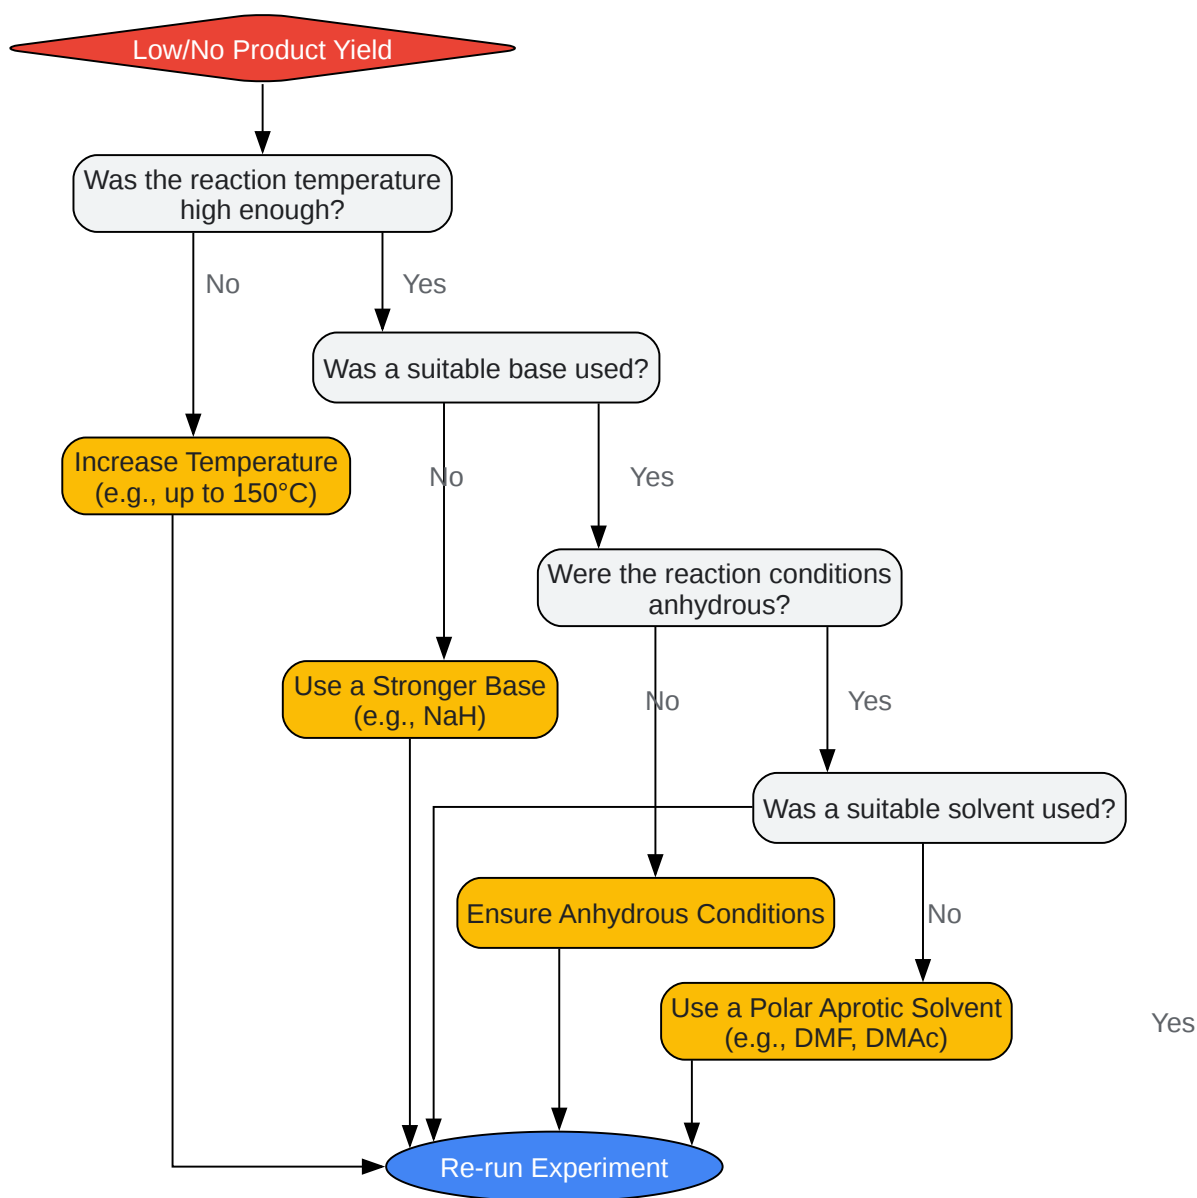 Low/No Product Yield
Was the reaction temperature
high enough?
No
Yes
Was a suitable base used?
Increase Temperature
(e.g., up to 150°C)
No
Yes
Were the reaction conditions
anhydrous?
Use a Stronger Base
(e.g., NaH)
No
Yes
Was a suitable solvent used?
Ensure Anhydrous Conditions
No
Use a Polar Aprotic Solvent
(e.g., DMF, DMAc)
Yes
Re-run Experiment